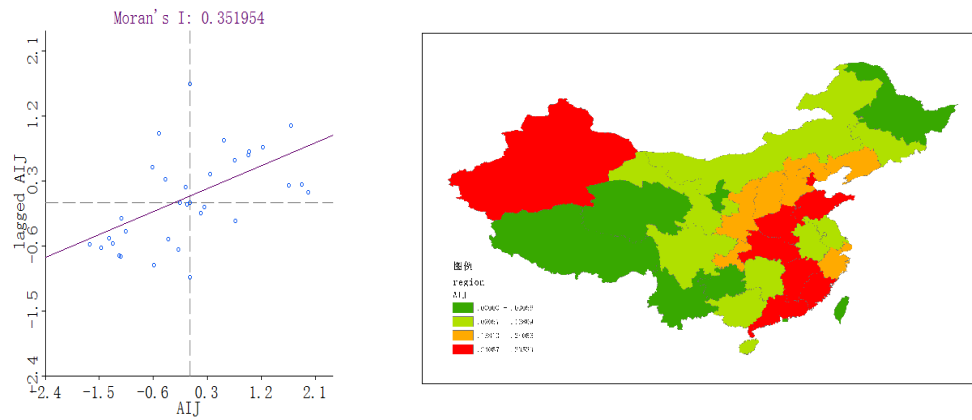 Moran's I: 0.351954
lagged AIJ
2.1
1.2
0.3
-0.6
-1.5
-2.4
-2.4 -1.5 -0.6 0.3 1.2 2.1
AIJ
图例
region
AIJ